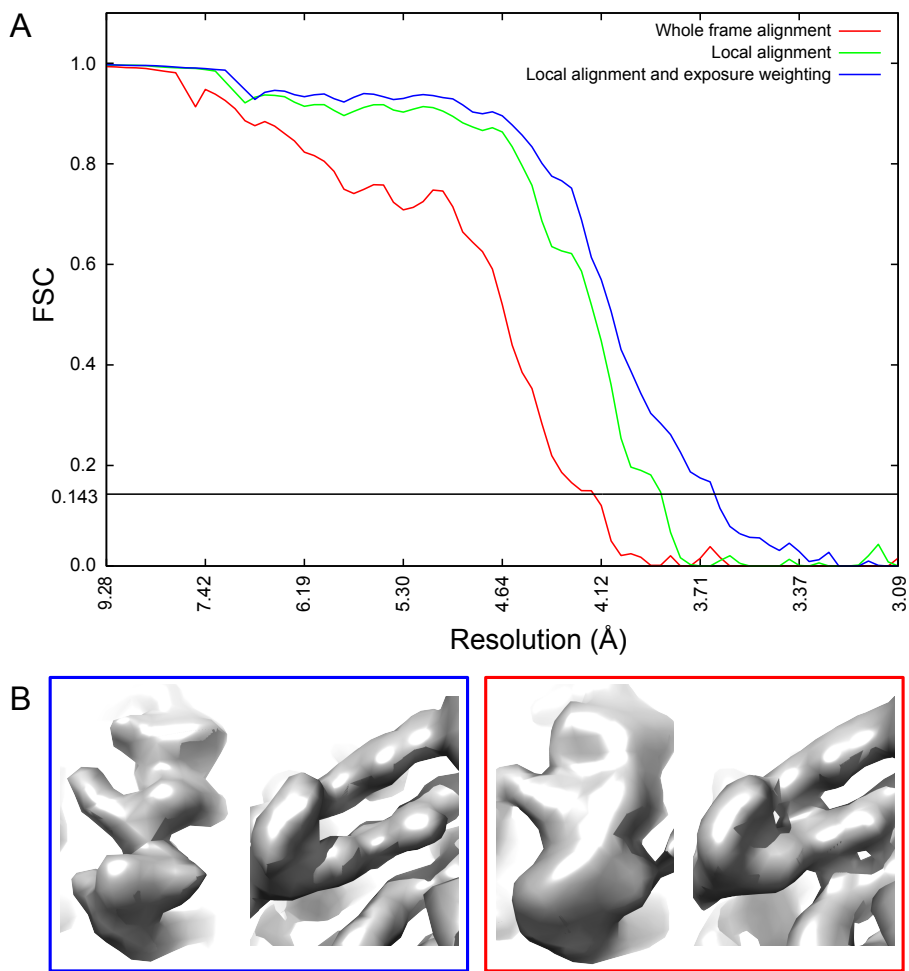 A
Whole frame alignment
Local alignment
Local alignment and exposure weighting
1.0
0.8
0.6
0.4
0.2
0.143
0.0
FSC
9.28
7.42
6.19
5.30
4.64
4.12
3.71
3.37
3.09
Resolution (Å)
B